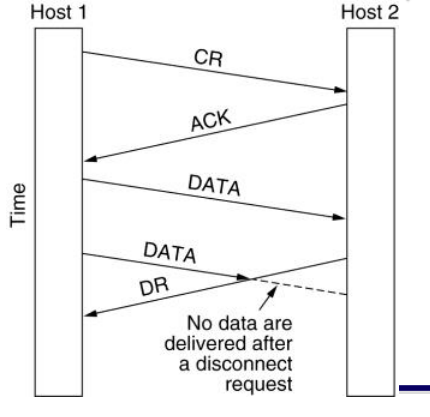 Host 1
Host 2
CR
ACK
DATA
Time
DATA
DR
No data are
delivered after
a disconnect
request